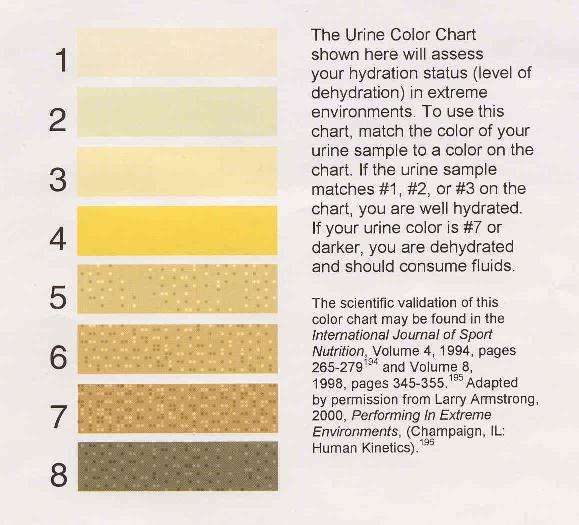 1
2
3
4
5
6
7
8
The Urine Color Chart
shown here will assess
your hydration status (level of
dehydration) in extreme
environments. To use this
chart, match the color of your
urine sample to a color on the
chart. If the urine sample
matches #1, #2, or #3 on the
chart, you are well hydrated.
If your urine color is #7 or
darker, you are dehydrated
and should consume fluids.
The scientific validation of this
color chart may be found in the
International Journal of Sport
Nutrition, Volume 4, 1994, pages
265-279194 and Volume 8,
1998, pages 345-355.195 Adapted
by permission from Larry Armstrong,
2000, Performing In Extreme
Environments, (Champaign, IL:
Human Kinetics).196